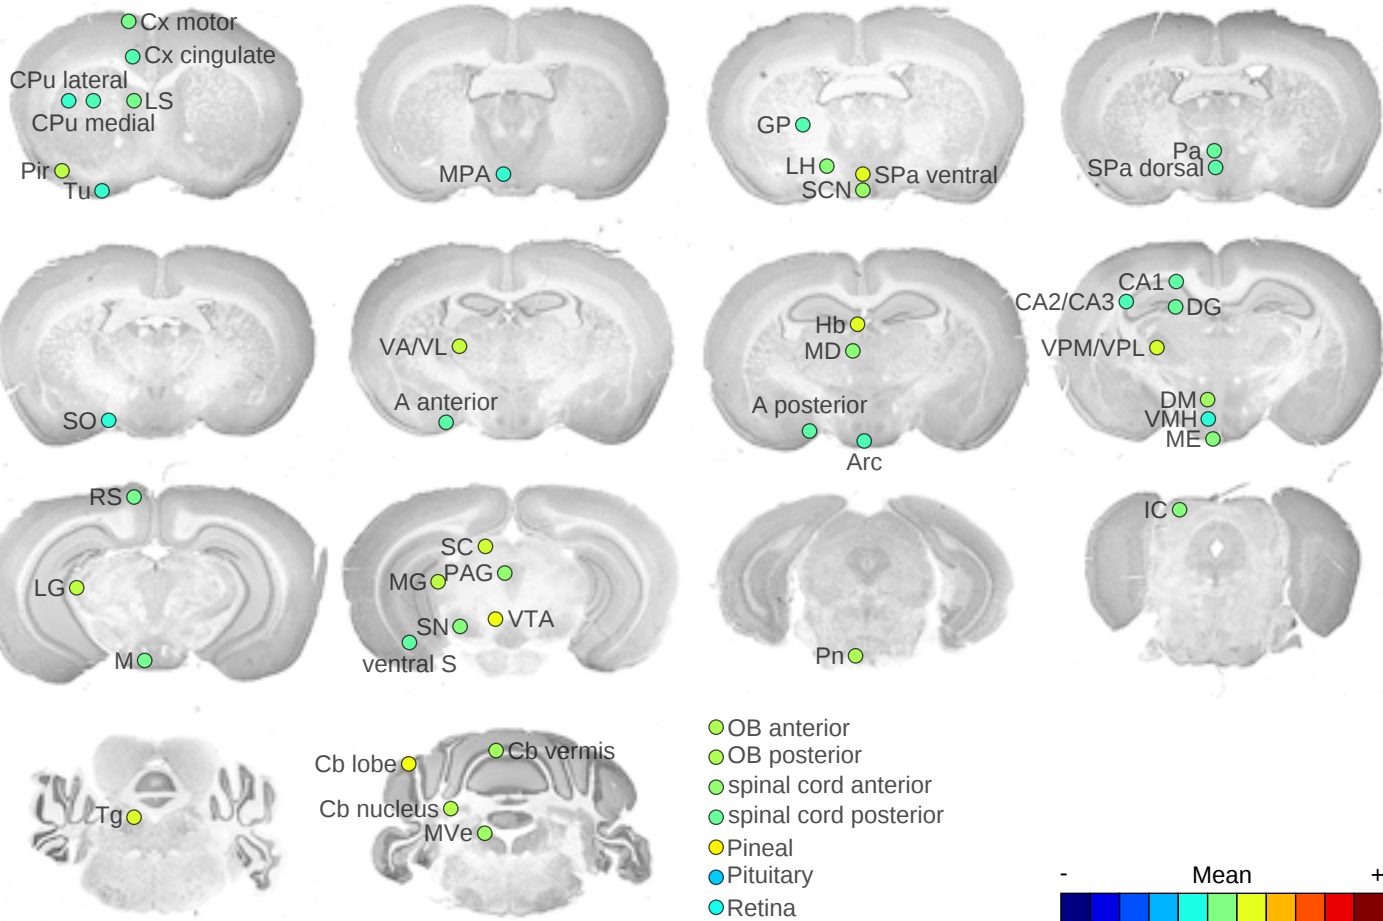 Cx motor
Cx cingulate
CPu lateral
LS
CPu medial
Pir
Tu
MPA
GP
LH
SPa ventral
SCN
Pa
SPa dorsal
SO
VA/VL
A anterior
Hb
MD
A posterior
Arc
CA1
CA2/CA3
DG
VPM/VPL
DM
VMH
ME
RS
LG
M
SC
PAG
MG
VTA
SN
ventral S
Pn
IC
Tg
Cb vermis
Cb lobe
Cb nucleus
MVe
OB anterior
OB posterior
spinal cord anterior
spinal cord posterior
Pineal
Pituitary
Retina
- Mean +